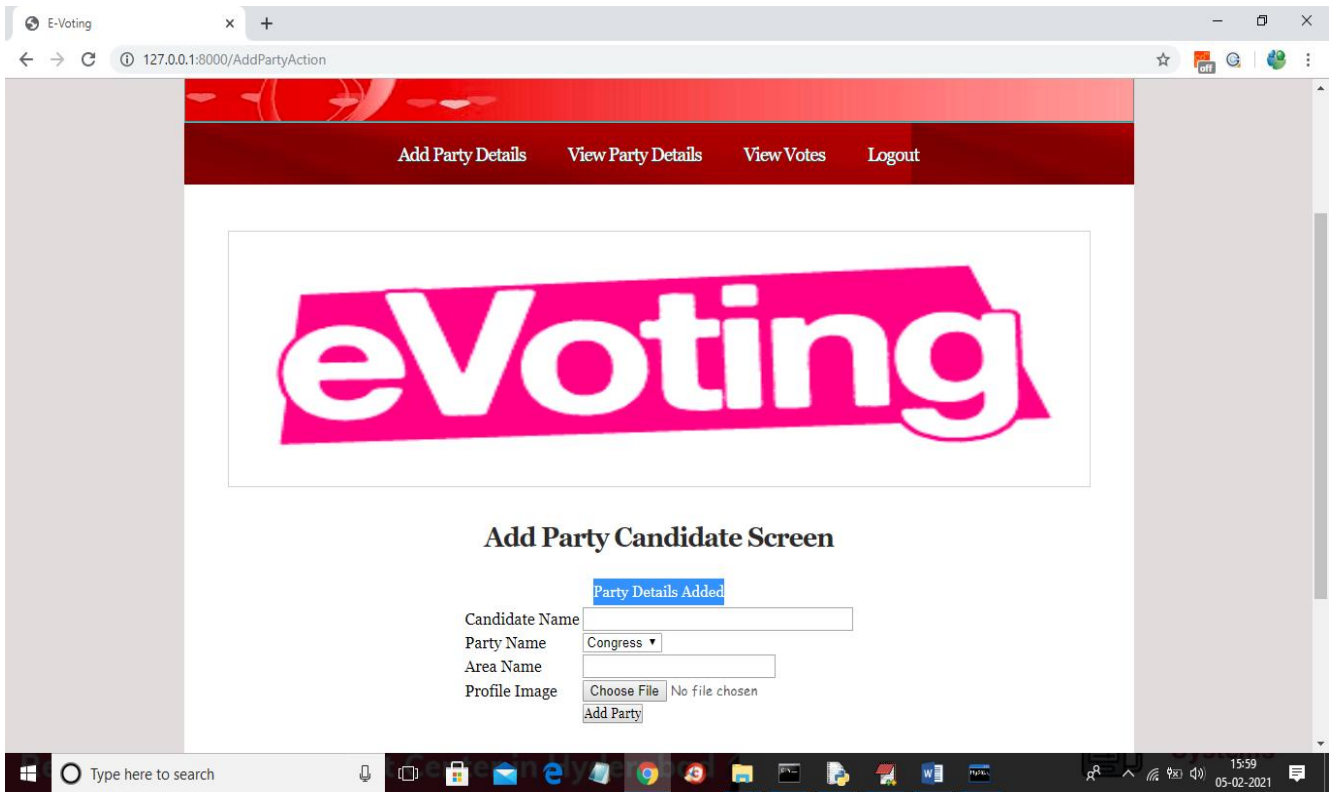 E-Voting
127.0.0.1:8000/AddPartyAction
off
Add Party Details View Party Details View Votes Logout
eVoting
Add Party Candidate Screen
Party Details Added
Candidate Name
Party Name Congress
Area Name
Profile Image Choose File No file chosen
Add Party
Type here to search
15:59
05-02-2021